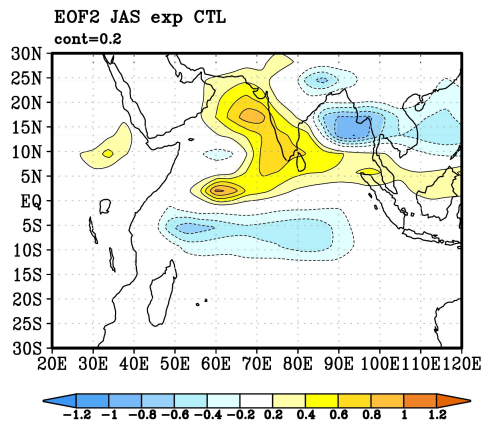 EOF2 JAS exp CTL
cont=0.2
30N
25N
20N
15N
10N
5N
EQ
5S
10S
15S
20S
25S
30S
20E 30E 40E 50E 60E 70E 80E 90E 100E 110E 120E
-1.2 -1 -0.8 -0.6 -0.4 -0.2 0.2 0.4 0.6 0.8 1 1.2